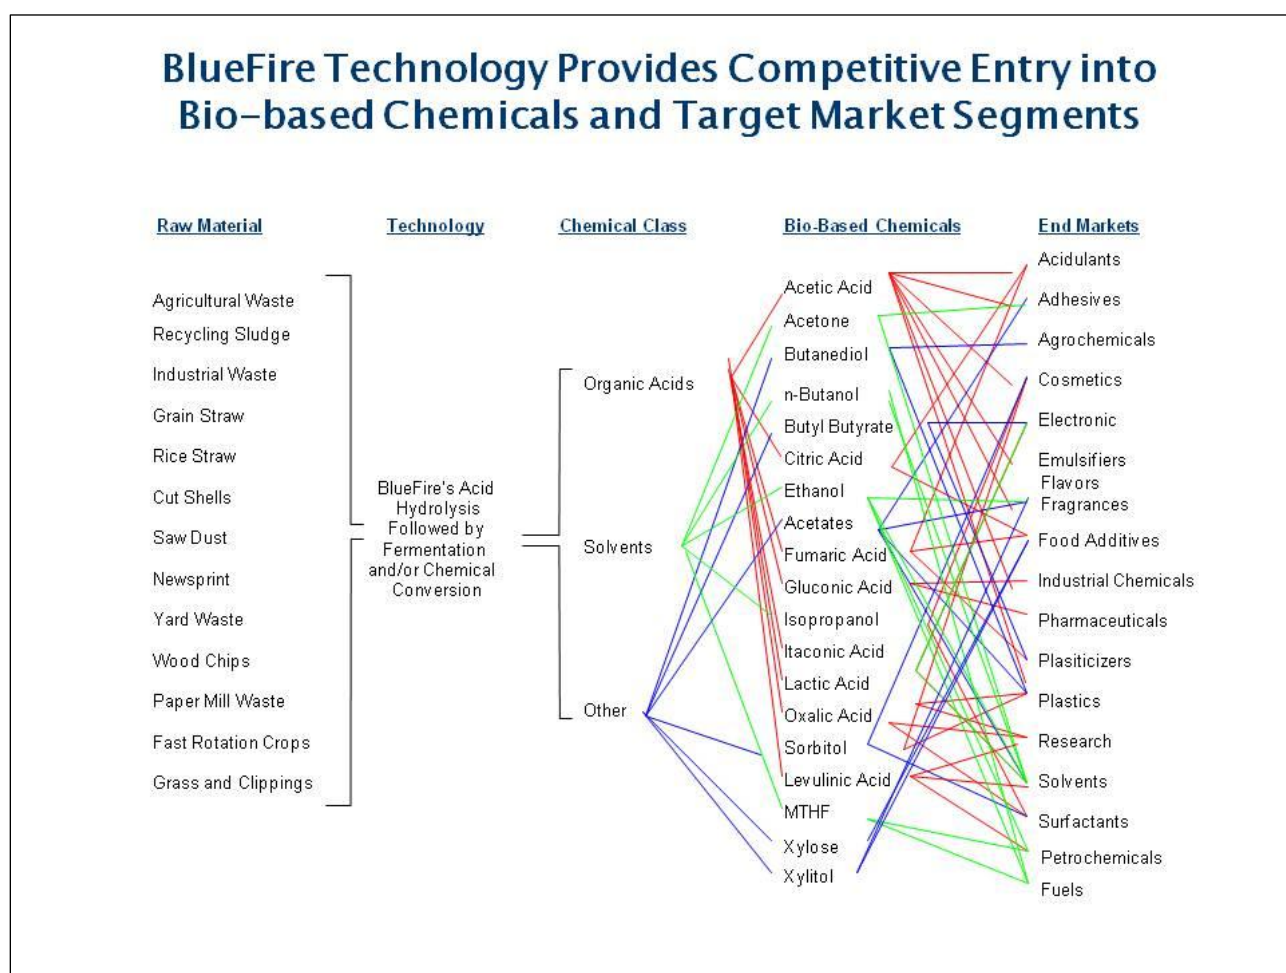 BlueFire Technology Provides Competitive Entry into
Bio-based Chemicals and Target Market Segments
Raw Material
Technology
Chemical Class
Bio-Based Chemicals
End Markets
Agricultural Waste
Recycling Sludge
Industrial Waste
Grain Straw
Rice Straw
Cut Shells
Saw Dust
Newsprint
Yard Waste
Wood Chips
Paper Mill Waste
Fast Rotation Crops
Grass and Clippings
BlueFire's Acid
Hydrolysis
Followed by
Fermentation
and/or Chemical
Conversion
Organic Acids
Solvents
Other
Acetic Acid
Acetone
Butanediol
n-Butanol
Butyl Butyrate
Citric Acid
Ethanol
Acetates
Fumaric Acid
Gluconic Acid
Isopropanol
Itaconic Acid
Lactic Acid
Oxalic Acid
Sorbitol
Levulinic Acid
MTHF
Xylose
Xylitol
Acidulants
Adhesives
Agrochemicals
Cosmetics
Electronic
Emulsifiers
Flavors
Fragrances
Food Additives
Industrial Chemicals
Pharmaceuticals
Plasiticizers
Plastics
Research
Solvents
Surfactants
Petrochemicals
Fuels